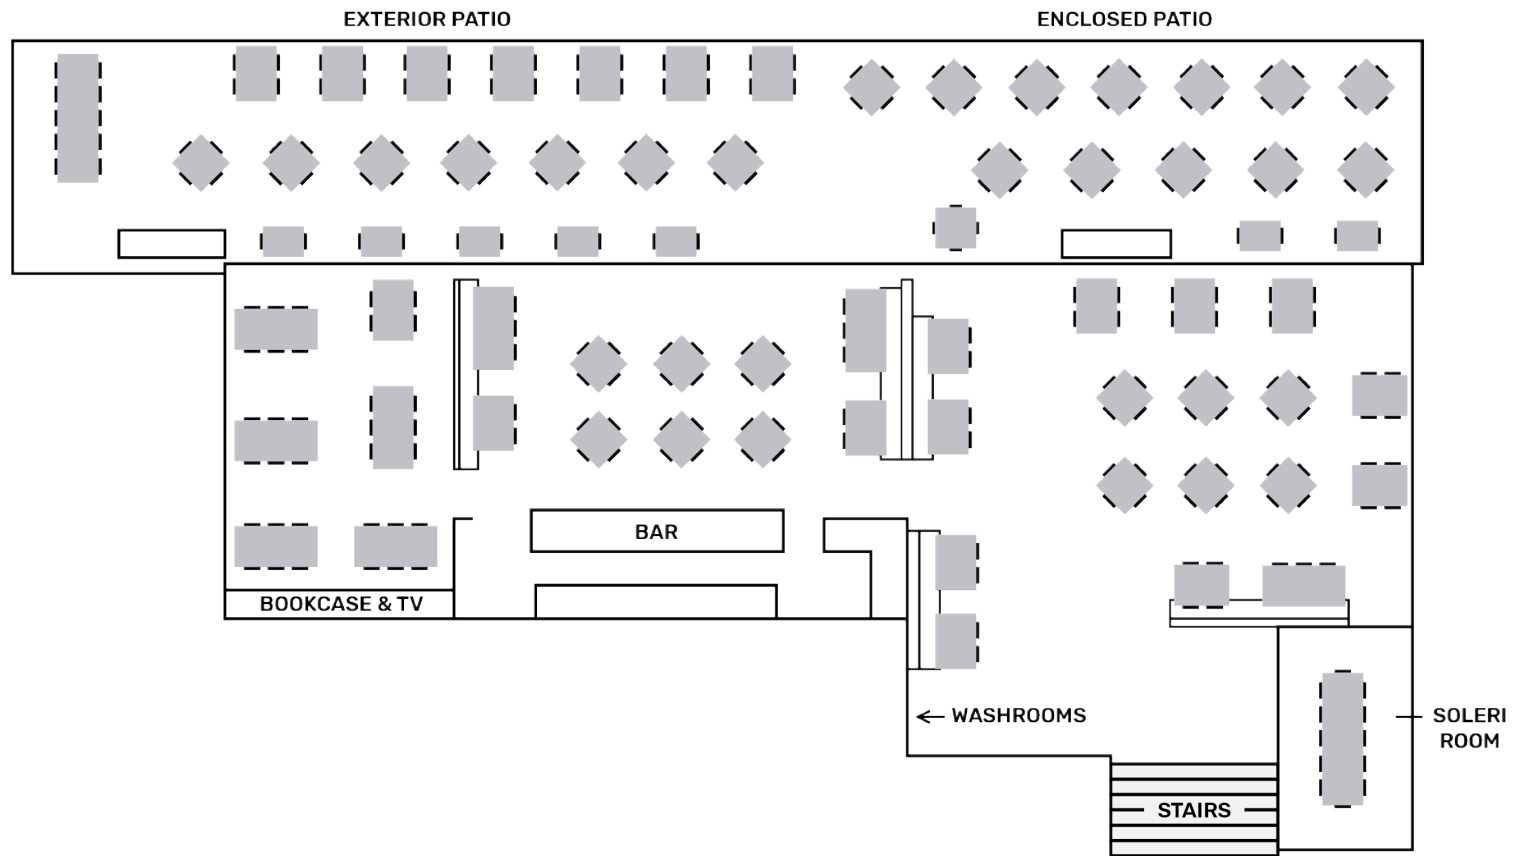 EXTERIOR PATIO
ENCLOSED PATIO
BAR
BOOKCASE & TV
WASHROOMS
SOLERI
ROOM
STAIRS